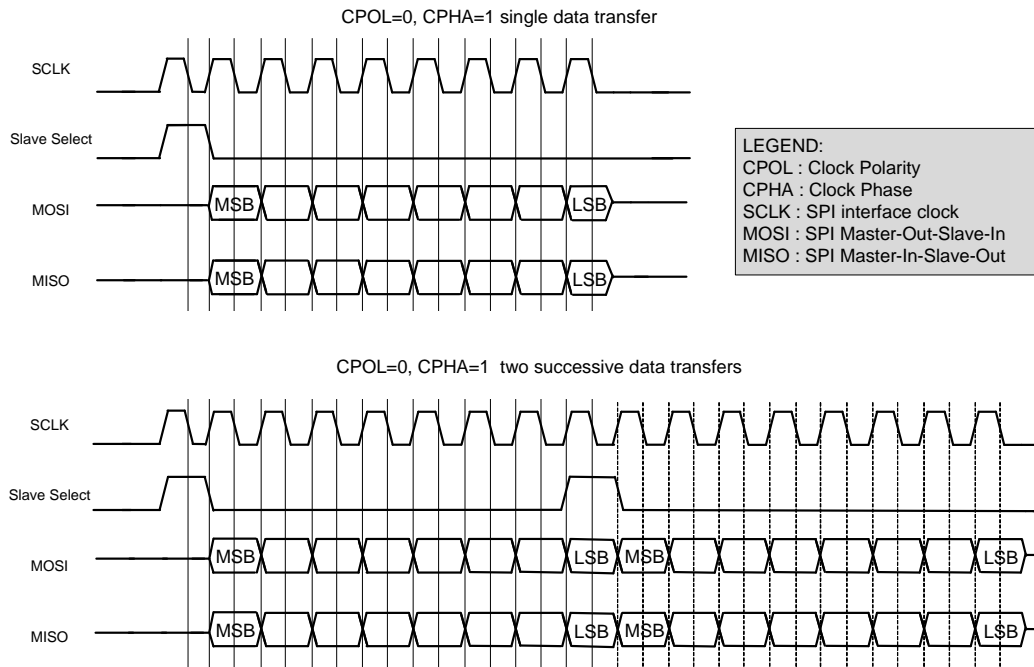 CPOL=0, CPHA=1 single data transfer
SCLK
Slave Select
MOSI
MSB
LSB
MISO
MSB
LSB
LEGEND:
CPOL : Clock Polarity
CPHA : Clock Phase
SCLK : SPI interface clock
MOSI : SPI Master-Out-Slave-In
MISO : SPI Master-In-Slave-Out
CPOL=0, CPHA=1 two successive data transfers
SCLK
Slave Select
MOSI
MSB
LSB
MSB
LSB
MISO
MSB
LSB
MSB
LSB